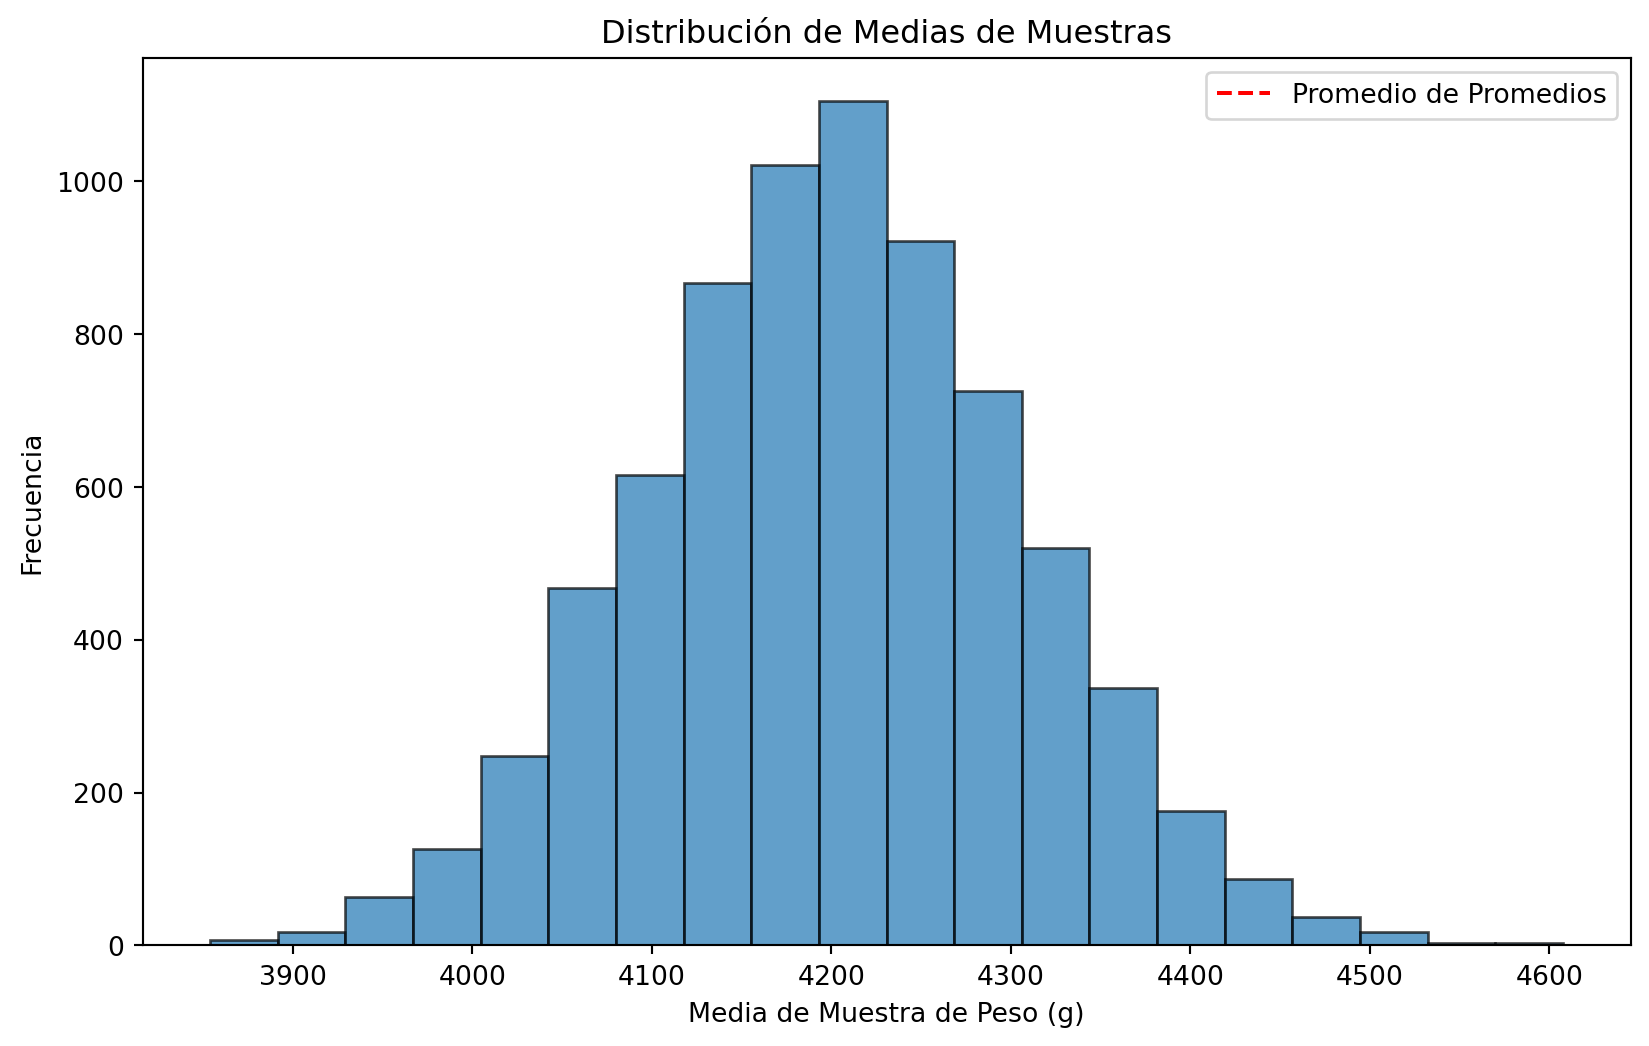 Distribución de Medias de Muestras
Promedio de Promedios
Frecuencia
1000
800
600
400
200
0
3900 4000 4100 4200 4300 4400 4500 4600
Media de Muestra de Peso (g)